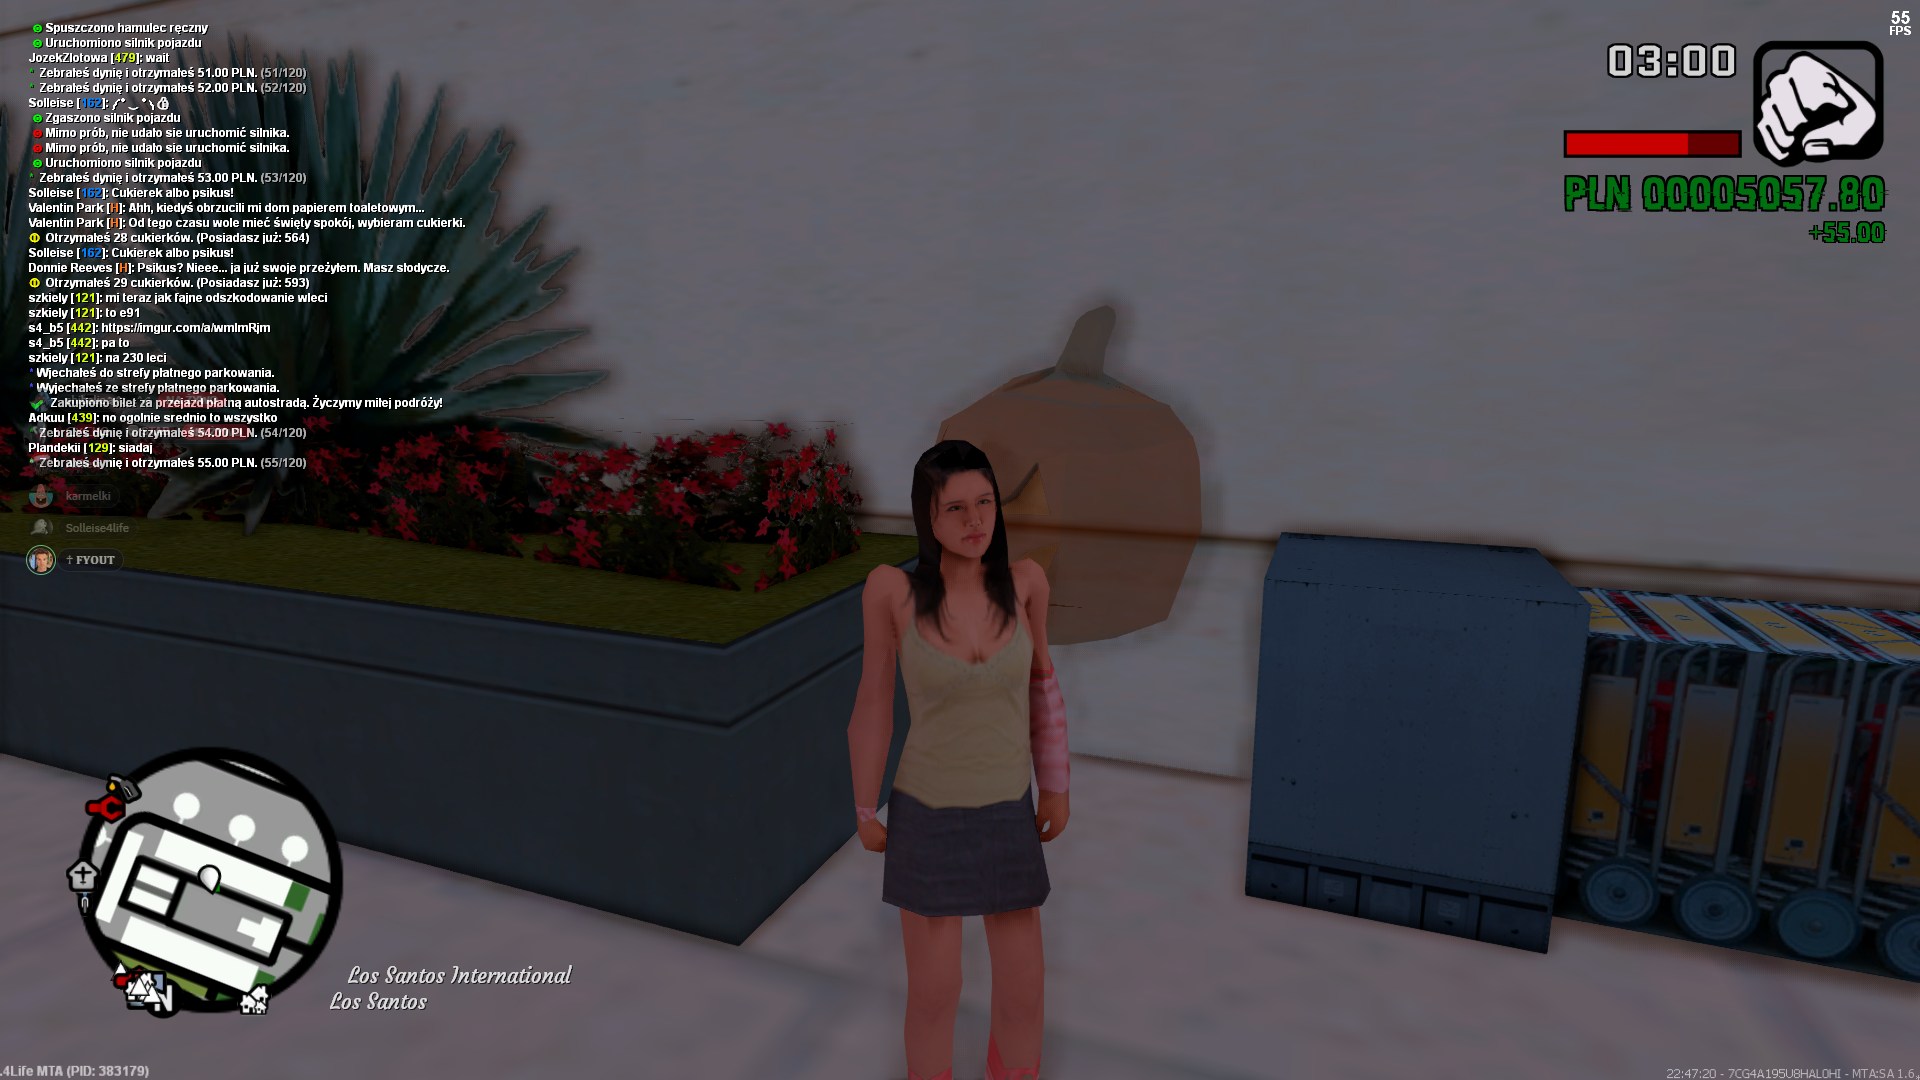 Spuszczono hamulec ręczny
Uruchomiono silnik pojazdu
JozekZlotowa [479]: wait
* Zebrałeś dynię i otrzymałeś 51.00 PLN. (51/120)
* Zebrałeś dynię i otrzymałeś 52.00 PLN. (52/120)
Solleise [162]:
Zgaszono silnik pojazdu
Mimo prób, nie udało sie uruchomić silnika.
Mimo prób, nie udało sie uruchomić silnika.
Uruchomiono silnik pojazdu
* Zebrałeś dynię i otrzymałeś 53.00 PLN. (53/120)
Solleise [162]: Cukierek albo psikus!
Valentin Park [H]: Ahh, kiedyś obrzucili mi dom papierem toaletowym...
Valentin Park [H]: Od tego czasu wole mieć święty spokój, wybieram cukierki.
Otrzymałeś 28 cukierków. (Posiadasz już: 564)
Solleise [162]: Cukierek albo psikus!
Donnie Reeves [H]: Psikus? Nieee... ja już swoje przeżyłem. Masz słodycze.
Otrzymałeś 29 cukierków. (Posiadasz już: 593)
szkiely [121]: mi teraz jak fajne odszkodowanie wleci
szkiely [121]: to e91
s4_b5 [442]: https://imgur.com/a/wmlmRjm
s4_b5 [442]: pa to
szkiely [121]: na 230 leci
* Wjechałeś do strefy płatnego parkowania.
* Wyjechałeś ze strefy płatnego parkowania.
Zakupiono bilet za przejazd płatną autostradą. Życzymy miłej podróży!
Adkuu [439]: no ogolnie srednio to wszystko
* Zebrałeś dynię i otrzymałeś 54.00 PLN. (54/120)
Plandekii [129]: siadaj
* Zebrałeś dynię i otrzymałeś 55.00 PLN. (55/120)
karmelki
Solleise4life
† FYOUT
55
FPS
03:00
PLN 00005057.80
+55.00
N
Los Santos International
Los Santos
.4Life MTA (PID: 383179)
22:47:20 - 7CG4A195U8HAL0HI - MTA:SA 1.6